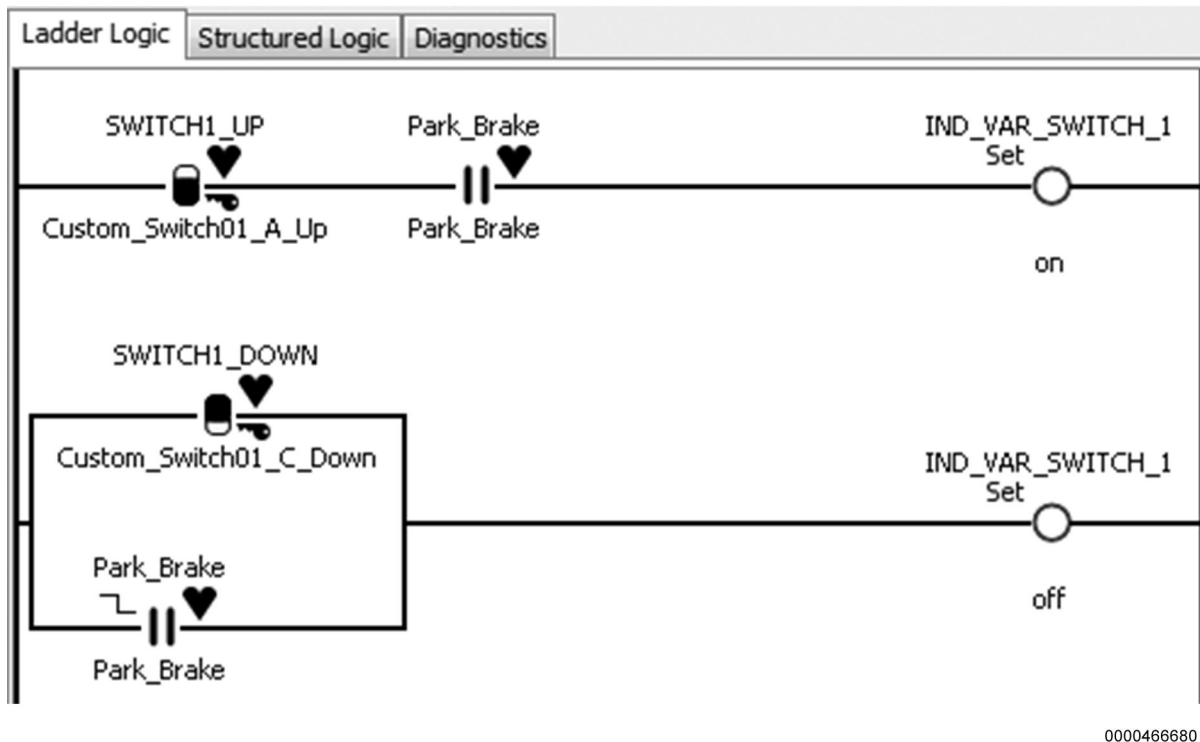 Ladder Logic Structured Logic Diagnostics
SWITCH1_UP Park_Brake IND_VAR_SWITCH_1
Set
Custom_Switch01_A_Up Park_Brake
on
SWITCH1_DOWN
Custom_Switch01_C_Down
IND_VAR_SWITCH_1
Set
Park_Brake
off
Park_Brake
0000466680